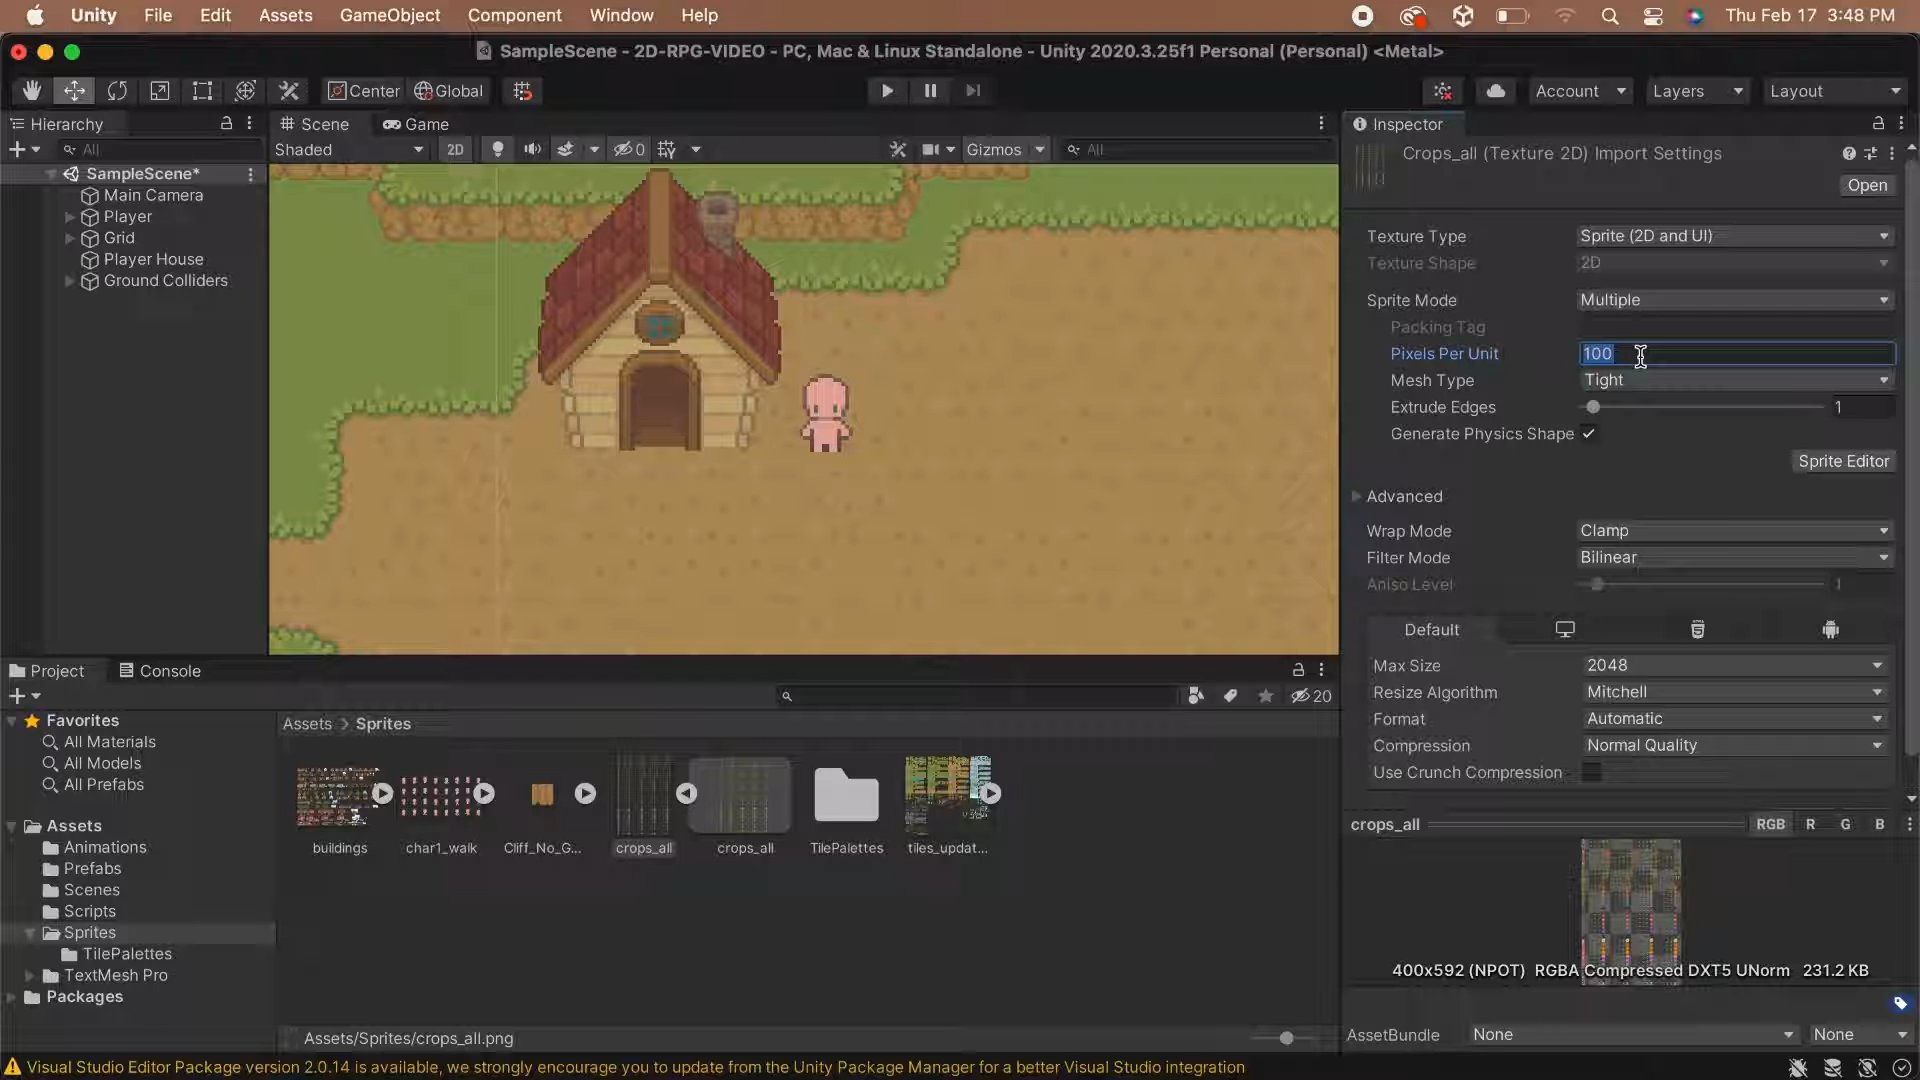 Unity File Edit Assets GameObject Component Window Help Thu Feb 17 3:48 PM
SampleScene - 2D-RPG-VIDEO - PC, Mac & Linux Standalone - Unity 2020.3.25f1 Personal (Personal) <Metal>
Center Global Account Layers Layout
Hierarchy
All
SampleScene*
Main Camera
Player
Grid
Player House
Ground Colliders
Scene Game
Shaded 2D 0 Gizmos All
Inspector
Crops_all (Texture 2D) Import Settings
Open
Texture Type Sprite (2D and UI)
Texture Shape 2D
Sprite Mode Multiple
Packing Tag
Pixels Per Unit 100
Mesh Type Tight
Extrude Edges 1
Generate Physics Shape
Sprite Editor
Advanced
Wrap Mode Clamp
Filter Mode Bilinear
Aniso Level 1
Default
Max Size 2048
Resize Algorithm Mitchell
Format Automatic
Compression Normal Quality
Use Crunch Compression
crops_all RGB R G B
400x592 (NPOT) RGBA Compressed DXT5 UNorm 231.2 KB
AssetBundle None None
Project Console
20
Favorites
All Materials
All Models
All Prefabs
Assets
Animations
Prefabs
Scenes
Scripts
Sprites
TilePalettes
TextMesh Pro
Packages
Assets > Sprites
buildings char1_walk Cliff_No_G... crops_all crops_all TilePalettes tiles_updat...
Assets/Sprites/crops_all.png
Visual Studio Editor Package version 2.0.14 is available, we strongly encourage you to update from the Unity Package Manager for a better Visual Studio integration